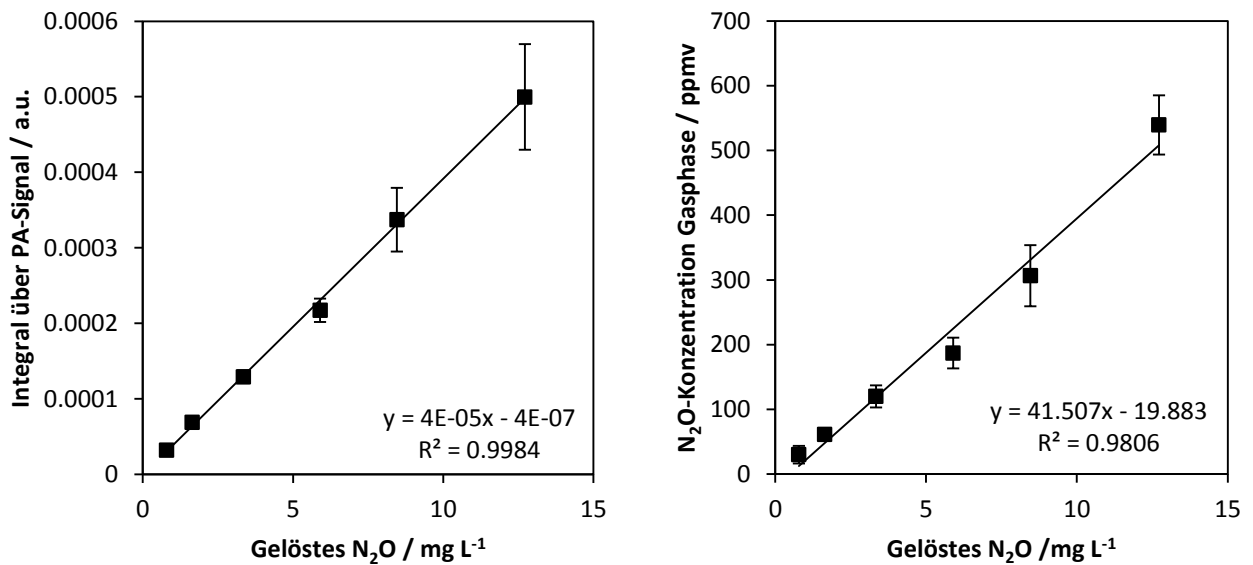 Integral über PA-Signal / a.u.
0.0006
0.0005
0.0004
0.0003
0.0002
0.0001
0
y = 4E-05x - 4E-07
R² = 0.9984
0 5 10 15
Gelöstes N₂O / mg L⁻¹
N₂O-Konzentration Gasphase / ppmv
700
600
500
400
300
200
100
0
y = 41.507x - 19.883
R² = 0.9806
0 5 10 15
Gelöstes N₂O /mg L⁻¹